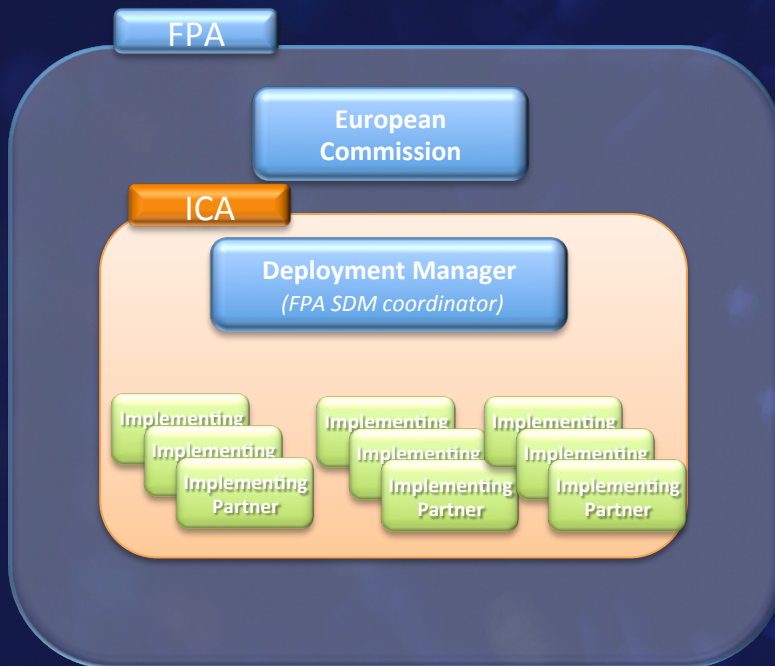 FPA
European
Commission
ICA
Deployment Manager
(FPA SDM coordinator)
Implementing
Implementing
Implementing
Partner
Implementing
Implementing
Implementing
Partner
Implementing
Implementing
Implementing
Partner